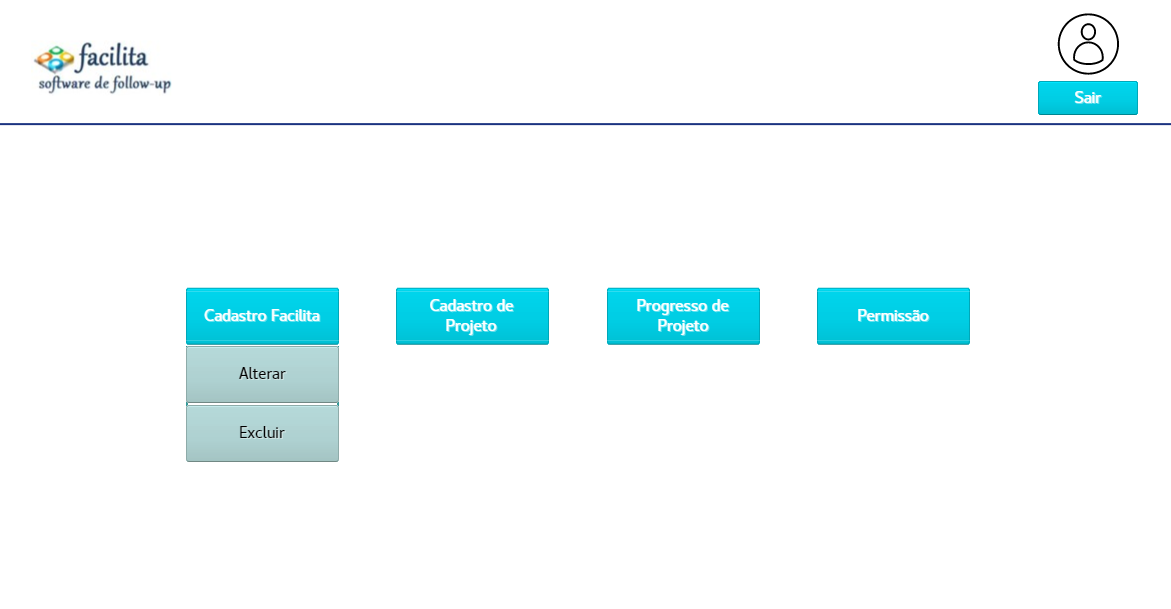 facilita
software de follow-up
Sair
Cadastro Facilita
Cadastro de
Projeto
Progresso de
Projeto
Permissão
Alterar
Excluir